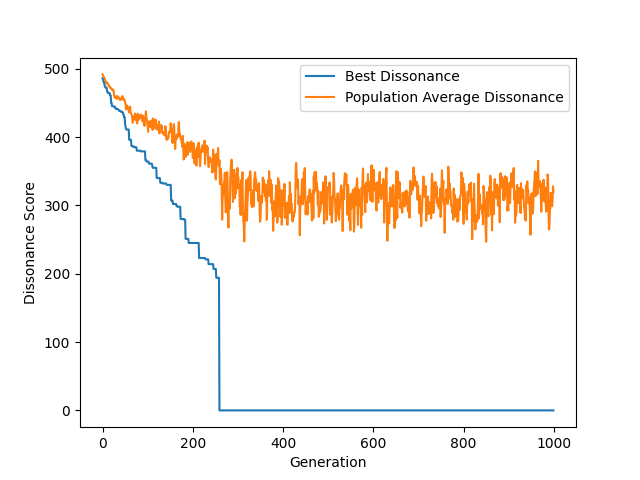 Best Dissonance
Population Average Dissonance
500
400
300
200
100
0
Dissonance Score
0 200 400 600 800 1000
Generation